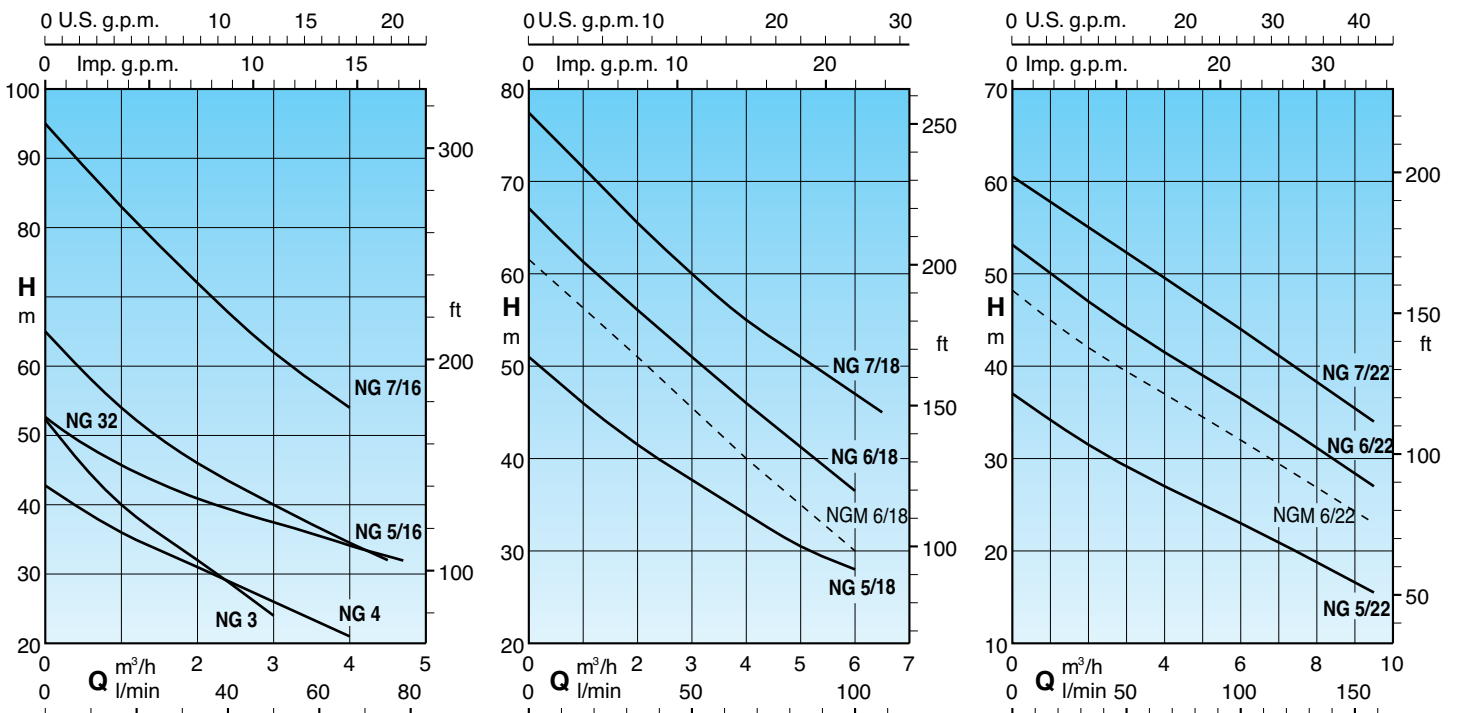 0 10 15 20
U.S. g.p.m.
0 Imp. g.p.m. 10 15
100
90
80
H
m
60
50
40
30
20
300
ft
200
100
NG 7/16
NG 32
NG 5/16
NG 4
NG 3
0 m³/h 2 3 4 5
Q
0 l/min 40 60 80
0 U.S. g.p.m. 10 20 30
0 Imp. g.p.m. 10 20
80
70
60
H
m
50
40
30
20
250
200
ft
150
100
NG 7/18
NG 6/18
NGM 6/18
NG 5/18
0 m³/h 2 3 4 5 6 7
Q
0 l/min 50 100
0 U.S. g.p.m. 20 30 40
0 Imp. g.p.m. 20 30
70
60
50
H
m
40
30
20
10
200
150
ft
100
50
NG 7/22
NG 6/22
NGM 6/22
NG 5/22
0 m³/h 4 6 8 10
Q
0 l/min 50 100 150